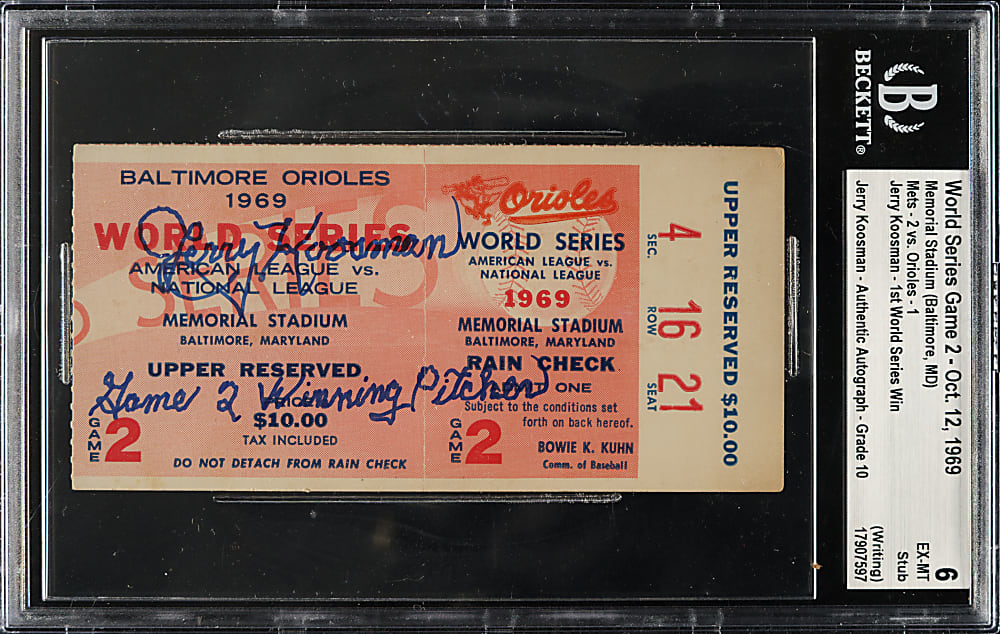 BALTIMORE ORIOLES
1969
WORLD SERIES
SERIES
Jerry Koosman
AMERICAN LEAGUE vs.
NATIONAL LEAGUE
MEMORIAL STADIUM
BALTIMORE, MARYLAND
UPPER RESERVED
Game 2 Winning Pitcher
$10.00
TAX INCLUDED
GAME 2
DO NOT DETACH FROM RAIN CHECK
Orioles
WORLD SERIES
AMERICAN LEAGUE vs.
NATIONAL LEAGUE
1969
MEMORIAL STADIUM
BALTIMORE, MARYLAND
RAIN CHECK
ONE
Subject to the conditions set
forth on back hereof.
GAME 2
BOWIE K. KUHN
Comm. of Baseball
SEC. 4
ROW 16
SEAT 21
UPPER RESERVED $10.00
B
BECKETT®
World Series Game 2 - Oct. 12, 1969
Memorial Stadium (Baltimore, MD)
Mets - 2 vs. Orioles - 1
Jerry Koosman - 1st World Series Win
Jerry Koosman - Authentic Autograph - Grade 10
6
EX-MT
Stub
(Writing)
17907597